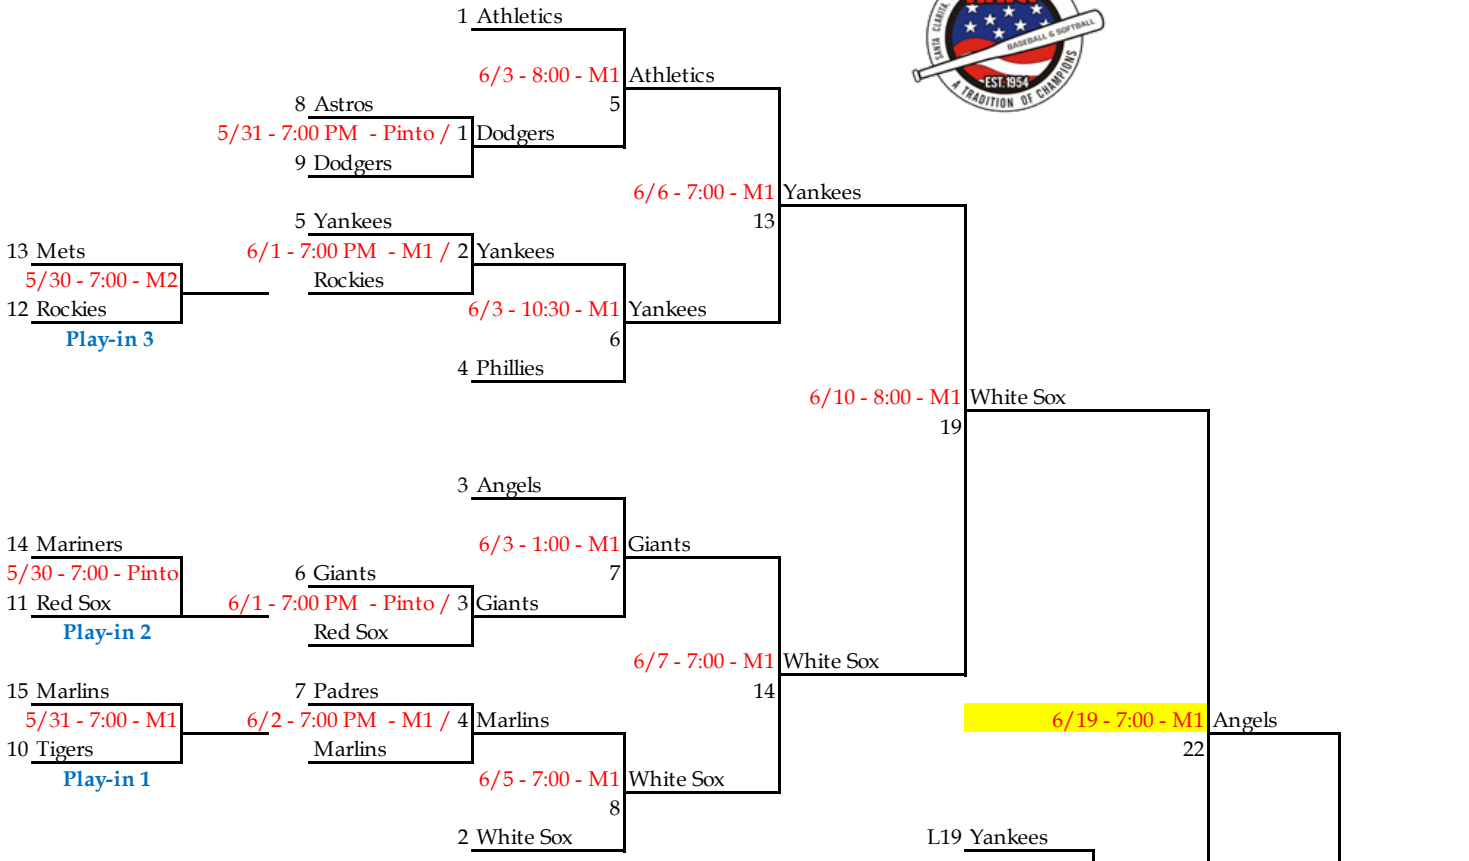 1 Athletics
SANTA CLARITA,
BASEBALL & SOFTBALL
EST. 1954
A TRADITION OF CHAMPIONS
6/3 - 8:00 - M1 Athletics
8 Astros
5
5/31 - 7:00 PM - Pinto / 1 Dodgers
9 Dodgers
6/6 - 7:00 - M1 Yankees
5 Yankees
13
13 Mets
6/1 - 7:00 PM - M1 / 2 Yankees
5/30 - 7:00 - M2
Rockies
12 Rockies
6/3 - 10:30 - M1 Yankees
Play-in 3
6
4 Phillies
6/10 - 8:00 - M1 White Sox
19
3 Angels
14 Mariners
6/3 - 1:00 - M1 Giants
5/30 - 7:00 - Pinto
6 Giants
7
11 Red Sox
6/1 - 7:00 PM - Pinto / 3 Giants
Play-in 2
Red Sox
6/7 - 7:00 - M1 White Sox
15 Marlins
7 Padres
14
5/31 - 7:00 - M1
6/2 - 7:00 PM - M1 / 4 Marlins
6/19 - 7:00 - M1 Angels
10 Tigers
Marlins
22
Play-in 1
6/5 - 7:00 - M1 White Sox
8
2 White Sox
L19 Yankees